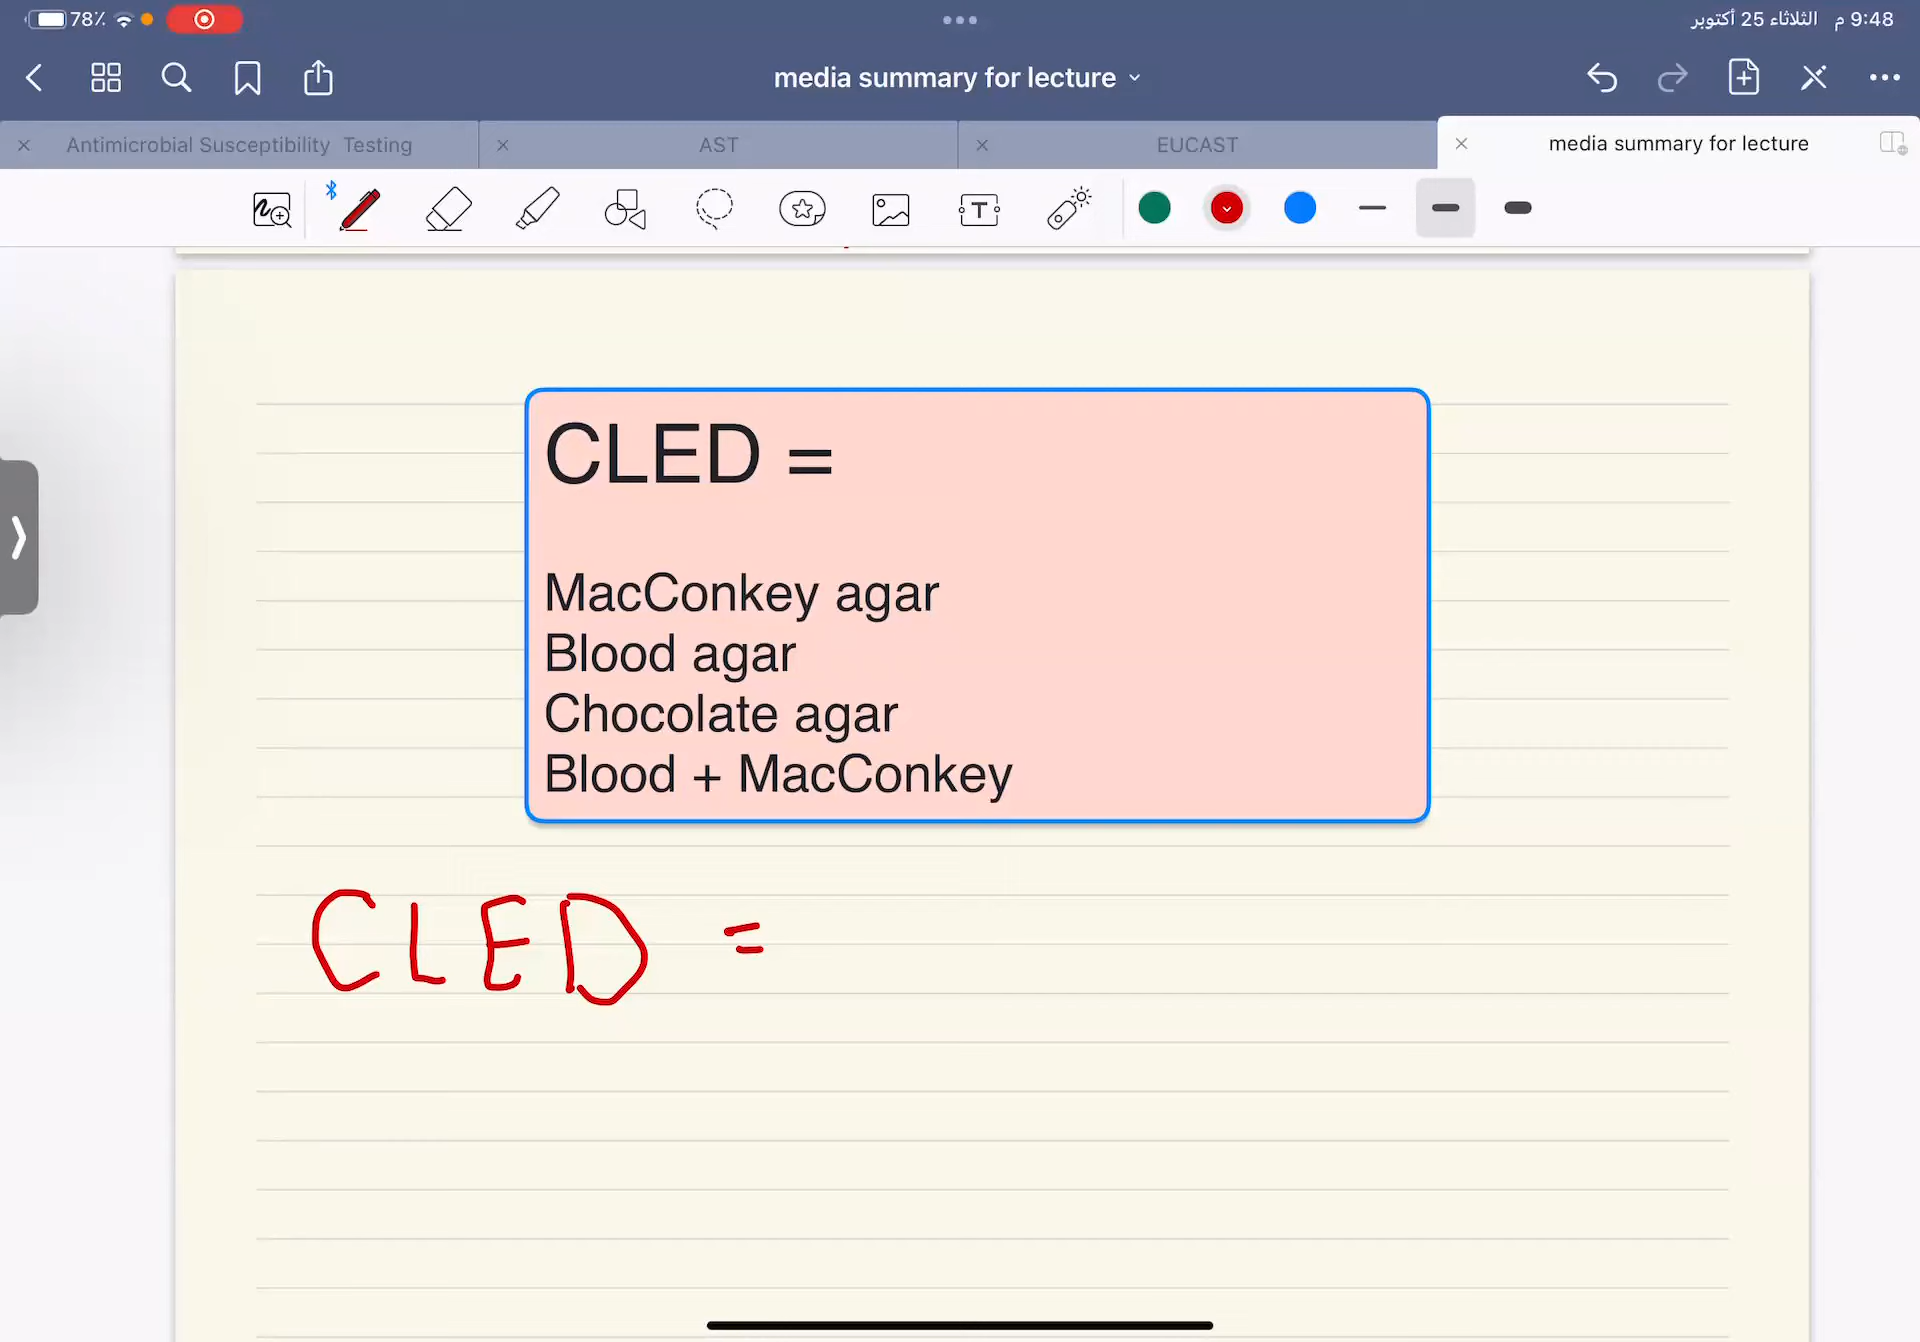 78٪
9:48 م الثلاثاء 25 أكتوبر
media summary for lecture
Antimicrobial Susceptibility Testing
AST
EUCAST
media summary for lecture
T
CLED =
MacConkey agar
Blood agar
Chocolate agar
Blood + MacConkey
CLED =